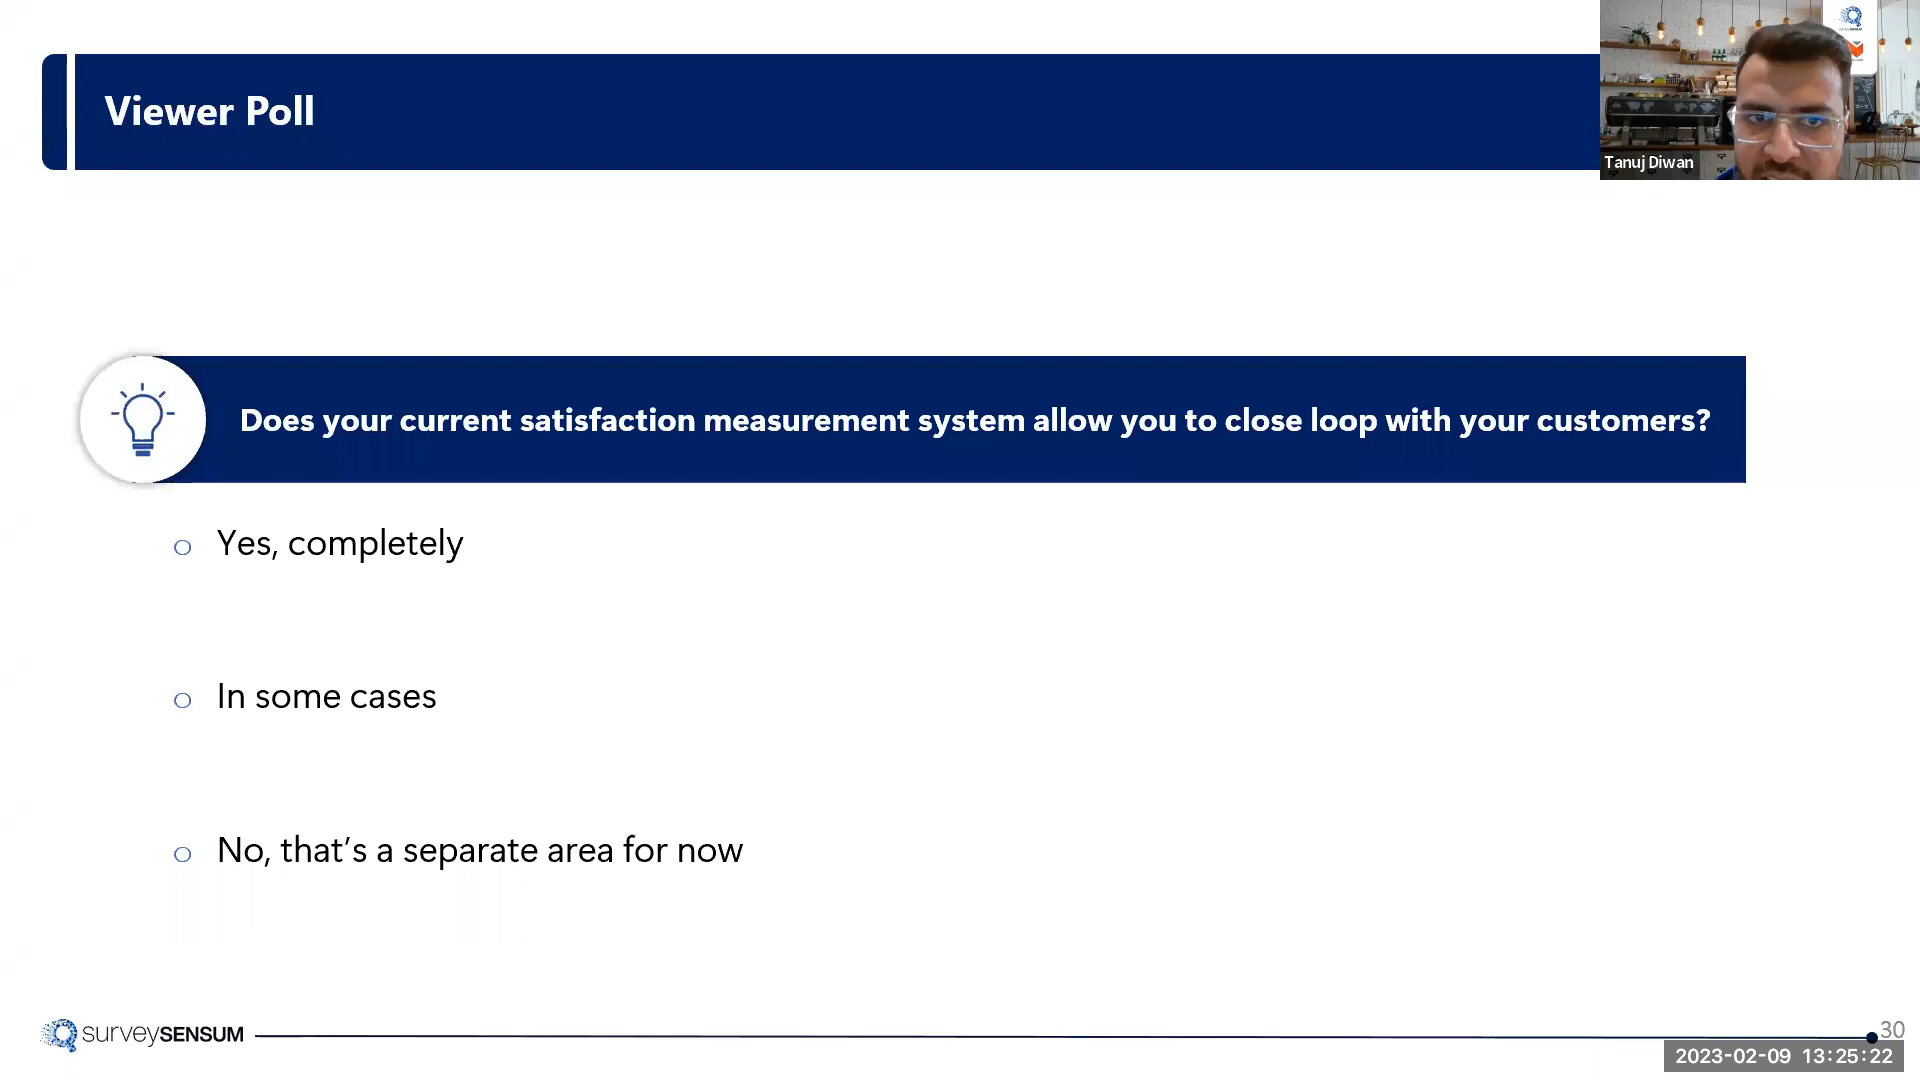 Viewer Poll
Tanuj Diwan
Does your current satisfaction measurement system allow you to close loop with your customers?
Yes, completely
In some cases
No, that’s a separate area for now
surveySENSUM
30
2023-02-09 13:25:22